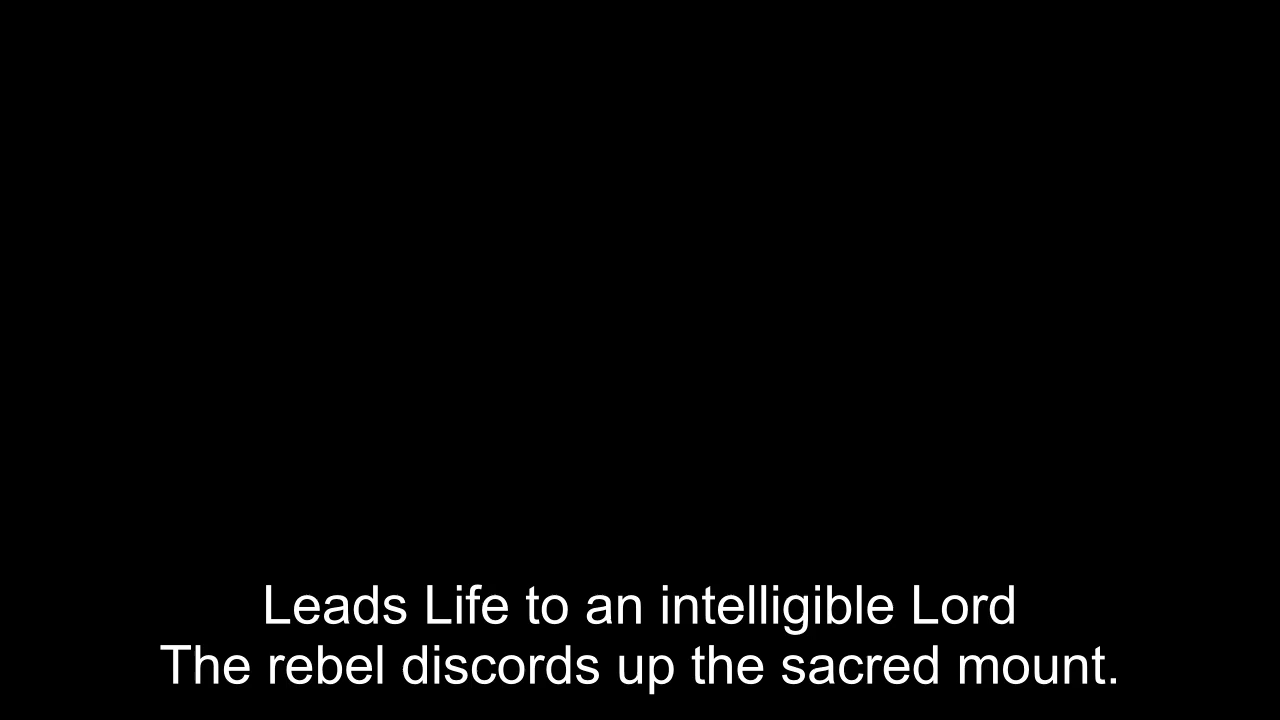 Leads Life to an intelligible Lord
The rebel discords up the sacred mount.